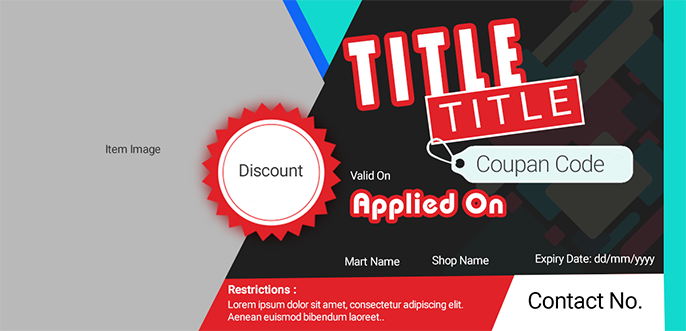 TITLE
TITLE
Item Image
Discount
Coupan Code
Valid On
Applied On
Mart Name
Shop Name
Expiry Date: dd/mm/yyyy
Restrictions :
Lorem ipsum dolor sit amet, consectetur adipiscing elit.
Aenean euismod bibendum laoreet..
Contact No.